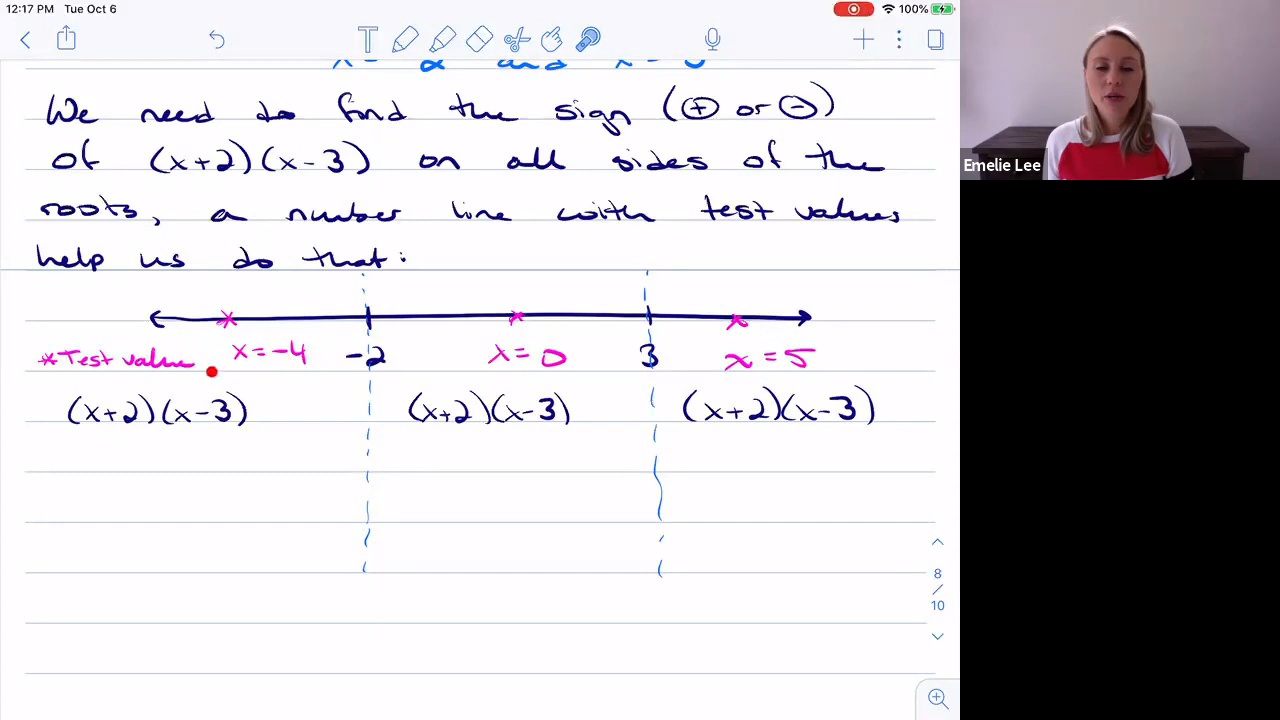 12:17 PM Tue Oct 6
100%
and
We need to find the sign (+ or -)
of (x+2)(x-3) on all sides of the
roots, a number line with test values
help us do that:
*Test value x=-4 -2 x=0 3 x=5
(x+2)(x-3) (x+2)(x-3) (x+2)(x-3)
8
/
10
Emelie Lee